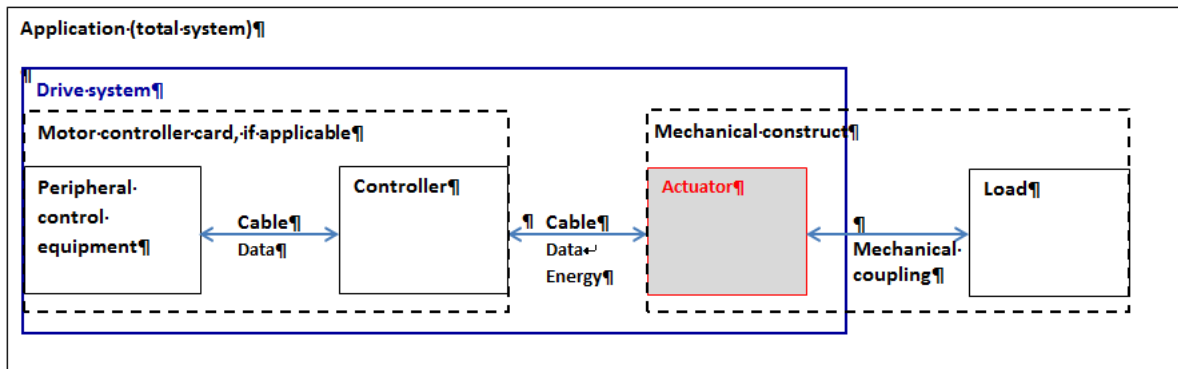 Application·(total·system)¶
¶
Drive·system¶
Motor·controller·card,·if·applicable¶
Mechanical·construct¶
Peripheral·
control·
equipment¶
Cable¶
Data¶
Controller¶
¶
Cable¶
Data↵
Energy¶
Actuator¶
¶
Mechanical·
coupling¶
Load¶